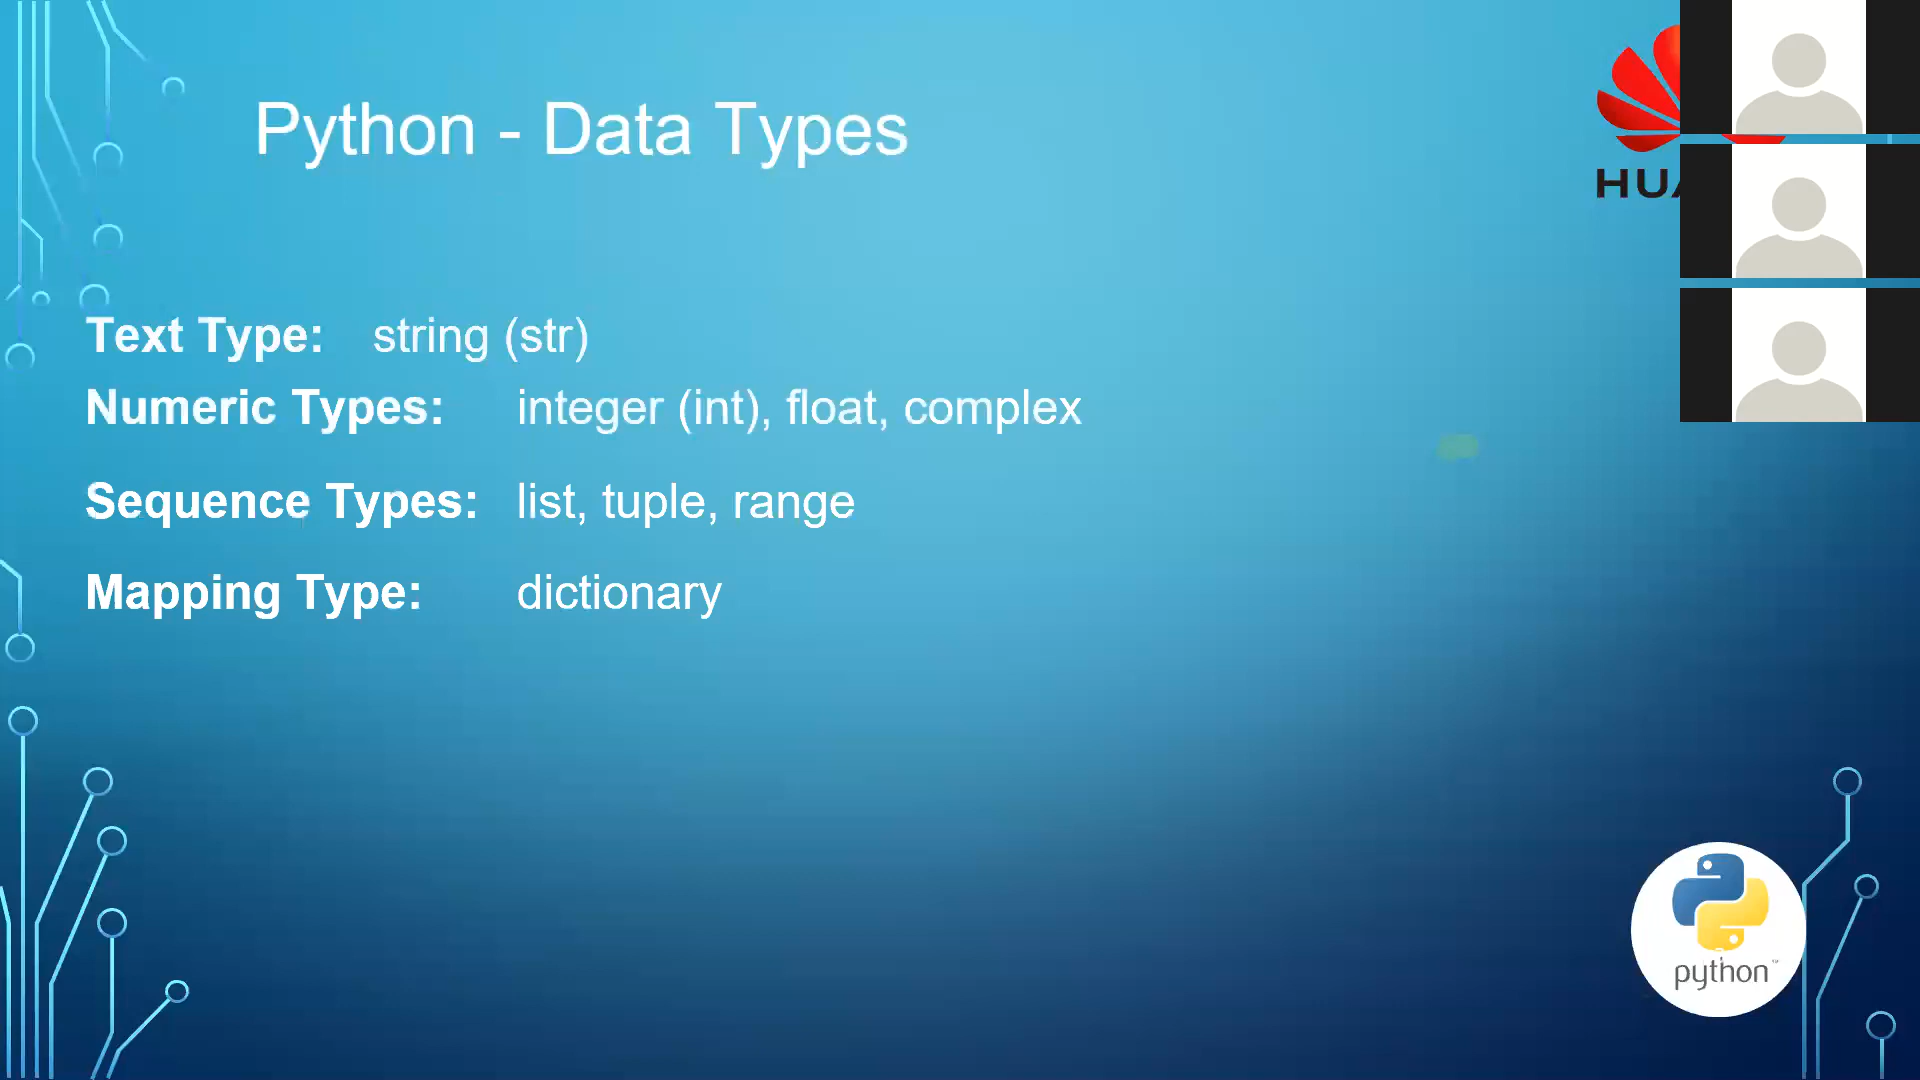 Python - Data Types
Text Type: string (str)
Numeric Types: integer (int), float, complex
Sequence Types: list, tuple, range
Mapping Type: dictionary
python